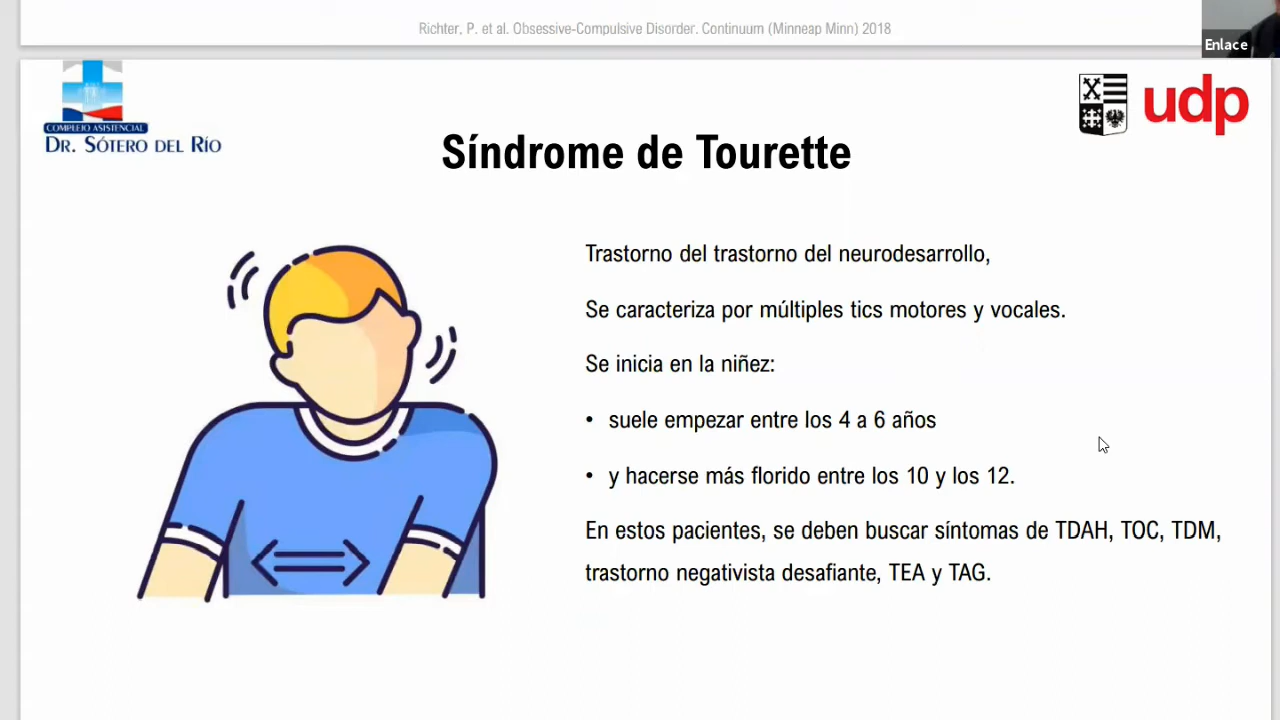 Richter, P. et al. Obsessive-Compulsive Disorder. Continuum (Minneap Minn) 2018
Enlace
COMPLEJO ASISTENCIAL
DR. SÓTERO DEL RÍO
udp
Síndrome de Tourette
Trastorno del trastorno del neurodesarrollo,
Se caracteriza por múltiples tics motores y vocales.
Se inicia en la niñez:
• suele empezar entre los 4 a 6 años
• y hacerse más florido entre los 10 y los 12.
En estos pacientes, se deben buscar síntomas de TDAH, TOC, TDM,
trastorno negativista desafiante, TEA y TAG.